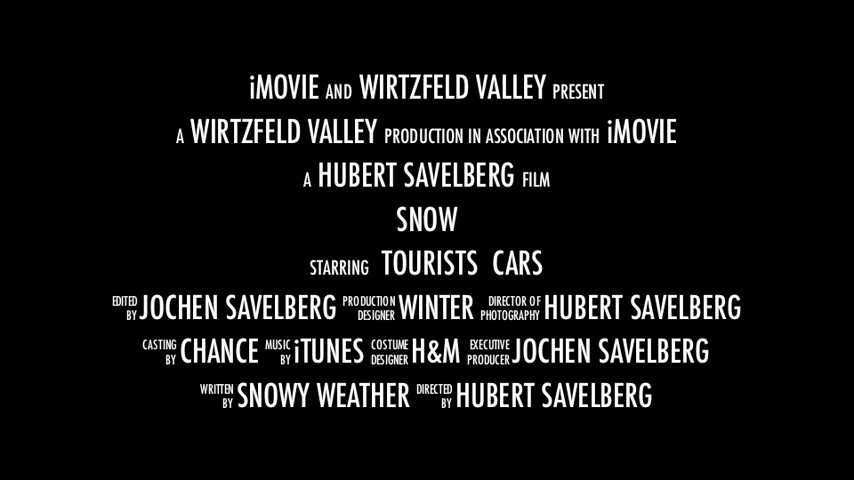 iMOVIE AND WIRTZFELD VALLEY PRESENT
A WIRTZFELD VALLEY PRODUCTION IN ASSOCIATION WITH iMOVIE
A HUBERT SAVELBERG FILM
SNOW
STARRING TOURISTS CARS
EDITED BY JOCHEN SAVELBERG PRODUCTION DESIGNER WINTER DIRECTOR OF PHOTOGRAPHY HUBERT SAVELBERG
CASTING BY CHANCE MUSIC BY iTUNES COSTUME DESIGNER H&M EXECUTIVE PRODUCER JOCHEN SAVELBERG
WRITTEN BY SNOWY WEATHER DIRECTED BY HUBERT SAVELBERG